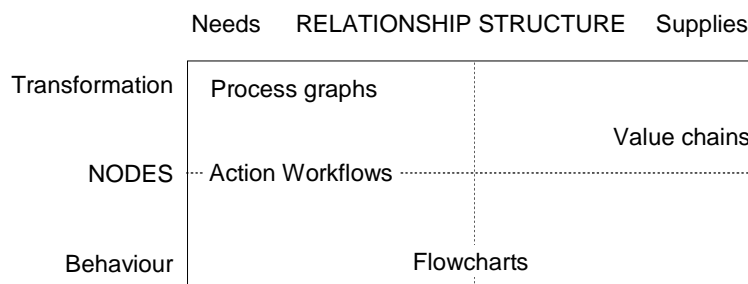 Needs RELATIONSHIP STRUCTURE Supplies
Transformation Process graphs
Value chains
NODES Action Workflows
Behaviour Flowcharts